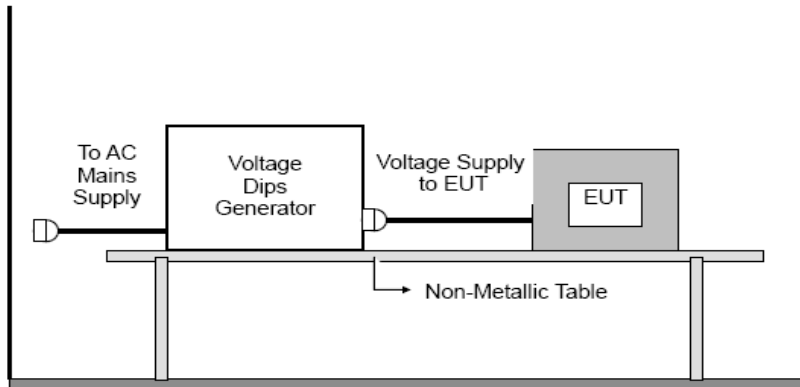 To AC
Mains
Supply
Voltage
Dips
Generator
Voltage Supply
to EUT
EUT
Non-Metallic Table